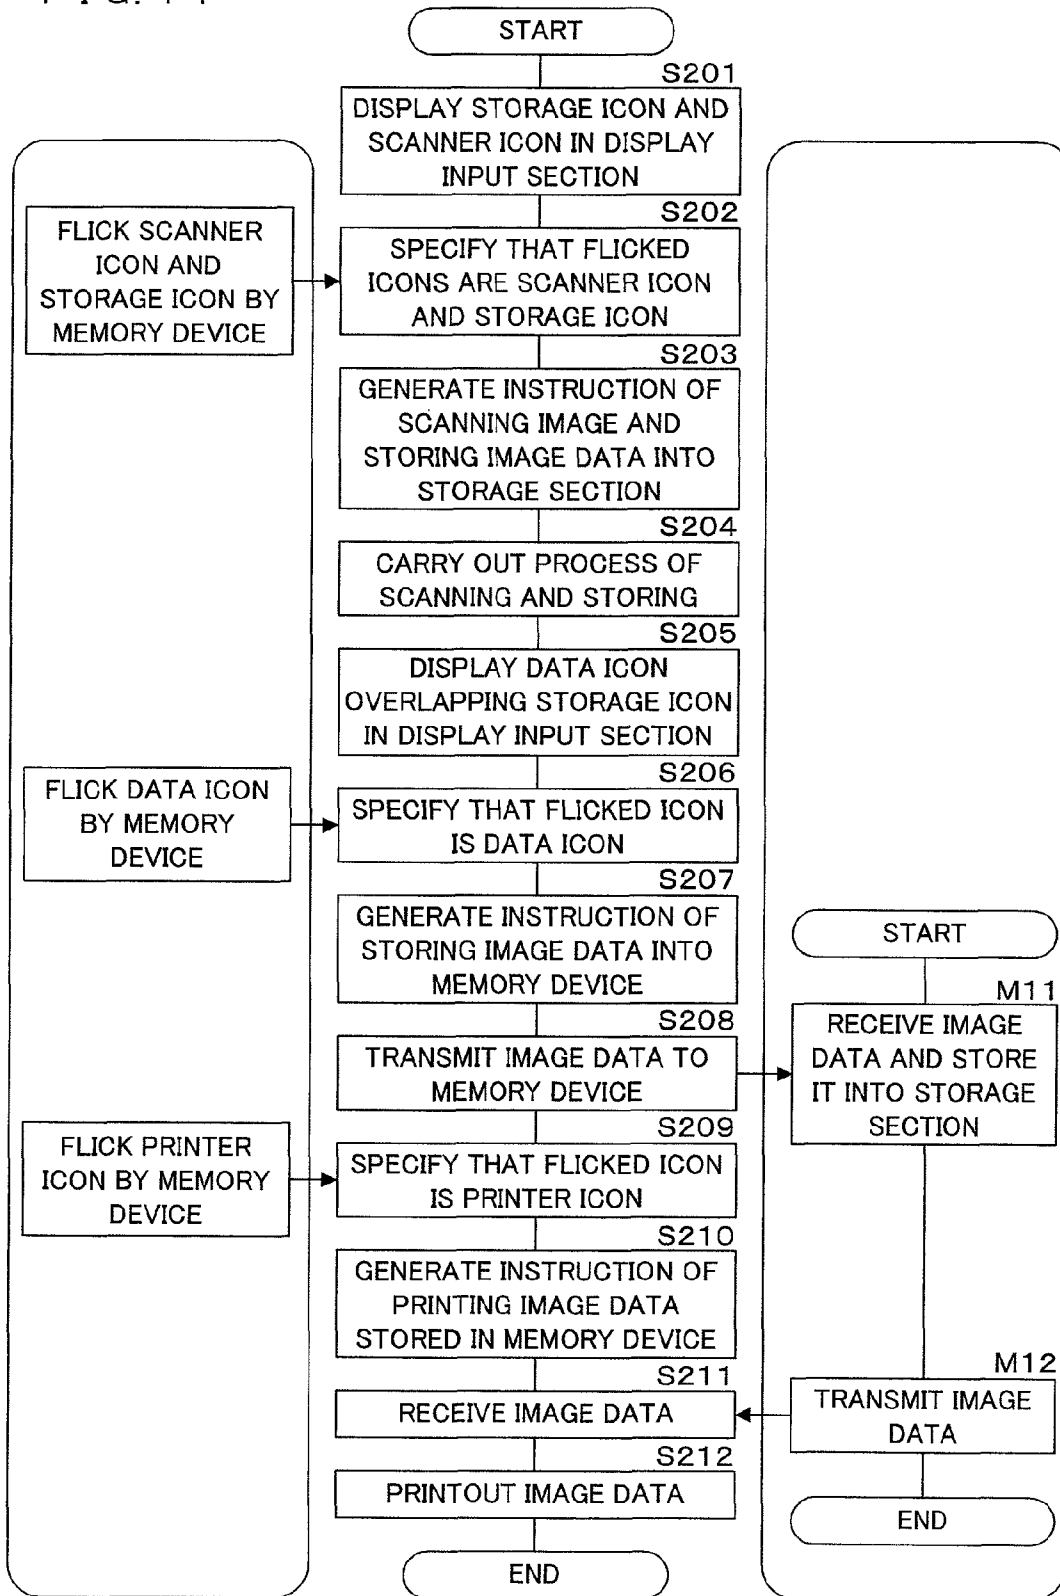 START
S201
DISPLAY STORAGE ICON AND
SCANNER ICON IN DISPLAY
INPUT SECTION
FLICK SCANNER
ICON AND
STORAGE ICON BY
MEMORY DEVICE
S202
SPECIFY THAT FLICKED
ICONS ARE SCANNER ICON
AND STORAGE ICON
S203
GENERATE INSTRUCTION OF
SCANNING IMAGE AND
STORING IMAGE DATA INTO
STORAGE SECTION
S204
CARRY OUT PROCESS OF
SCANNING AND STORING
S205
DISPLAY DATA ICON
OVERLAPPING STORAGE ICON
IN DISPLAY INPUT SECTION
FLICK DATA ICON
BY MEMORY
DEVICE
S206
SPECIFY THAT FLICKED ICON
IS DATA ICON
S207
GENERATE INSTRUCTION OF
STORING IMAGE DATA INTO
MEMORY DEVICE
S208
TRANSMIT IMAGE DATA TO
MEMORY DEVICE
START
M11
RECEIVE IMAGE
DATA AND STORE
IT INTO STORAGE
SECTION
FLICK PRINTER
ICON BY MEMORY
DEVICE
S209
SPECIFY THAT FLICKED ICON
IS PRINTER ICON
S210
GENERATE INSTRUCTION OF
PRINTING IMAGE DATA
STORED IN MEMORY DEVICE
S211
RECEIVE IMAGE DATA
M12
TRANSMIT IMAGE
DATA
END
S212
PRINTOUT IMAGE DATA
END